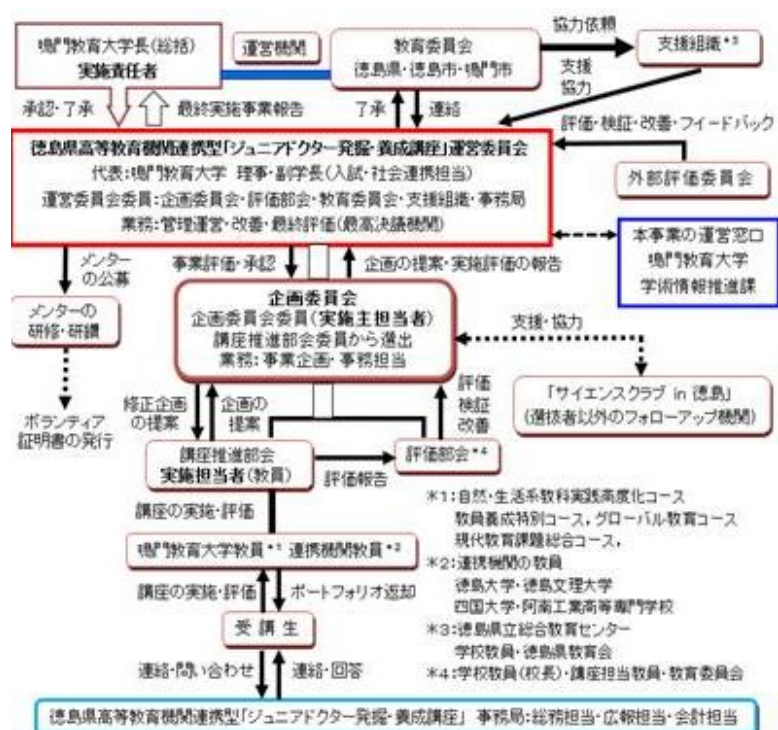 鳴門教育大学長(総括)
実施責任者
運営機関
教育委員会
徳島県・徳島市・鳴門市
協力依頼
支援組織*3
支援
協力
承認・了承
最終実施事業報告
了承
連絡
評価・検証・改善・フィードバック
徳島県高等教育機関連携型「ジュニアドクター発掘・養成講座」運営委員会
代表:鳴門教育大学 理事・副学長(入試・社会連携担当)
運営委員会委員:企画委員会・評価部会・教育委員会・支援組織・事務局
業務:管理運営・改善・最終評価(最高決議機関)
外部評価委員会
本事業の運営窓口
鳴門教育大学
学術情報推進課
メンター
の公募
事業評価・承認
企画の提案・実施評価の報告
メンターの
研修・研鑽
企画委員会
企画委員会委員(実施主担当者)
講座推進部会委員から選出
業務:事業企画・事務担当
支援・協力
ボランティア
証明書の発行
修正企画
の提案
企画の
提案
評価
検証
改善
「サイエンスクラブ in 徳島」
(選抜者以外のフォローアップ機関)
講座推進部会
実施担当者(教員)
評価報告
評価部会*4
講座の実施・評価
鳴門教育大学教員*1 連携機関教員*2
講座の実施・評価
ポートフォリオ返却
受講生
連絡・問い合わせ
連絡・回答
*1:自然・生活系教科実践高度化コース
教員養成特別コース,グローバル教育コース
現代教育課題総合コース,
*2:連携機関の教員
徳島大学・徳島文理大学
四国大学・阿南工業高等専門学校
*3:徳島県立総合教育センター
学校教員・徳島県教育会
*4:学校教員(校長)・講座担当教員・教育委員会
徳島県高等教育機関連携型「ジュニアドクター発掘・養成講座」 事務局:総務担当・広報担当・会計担当